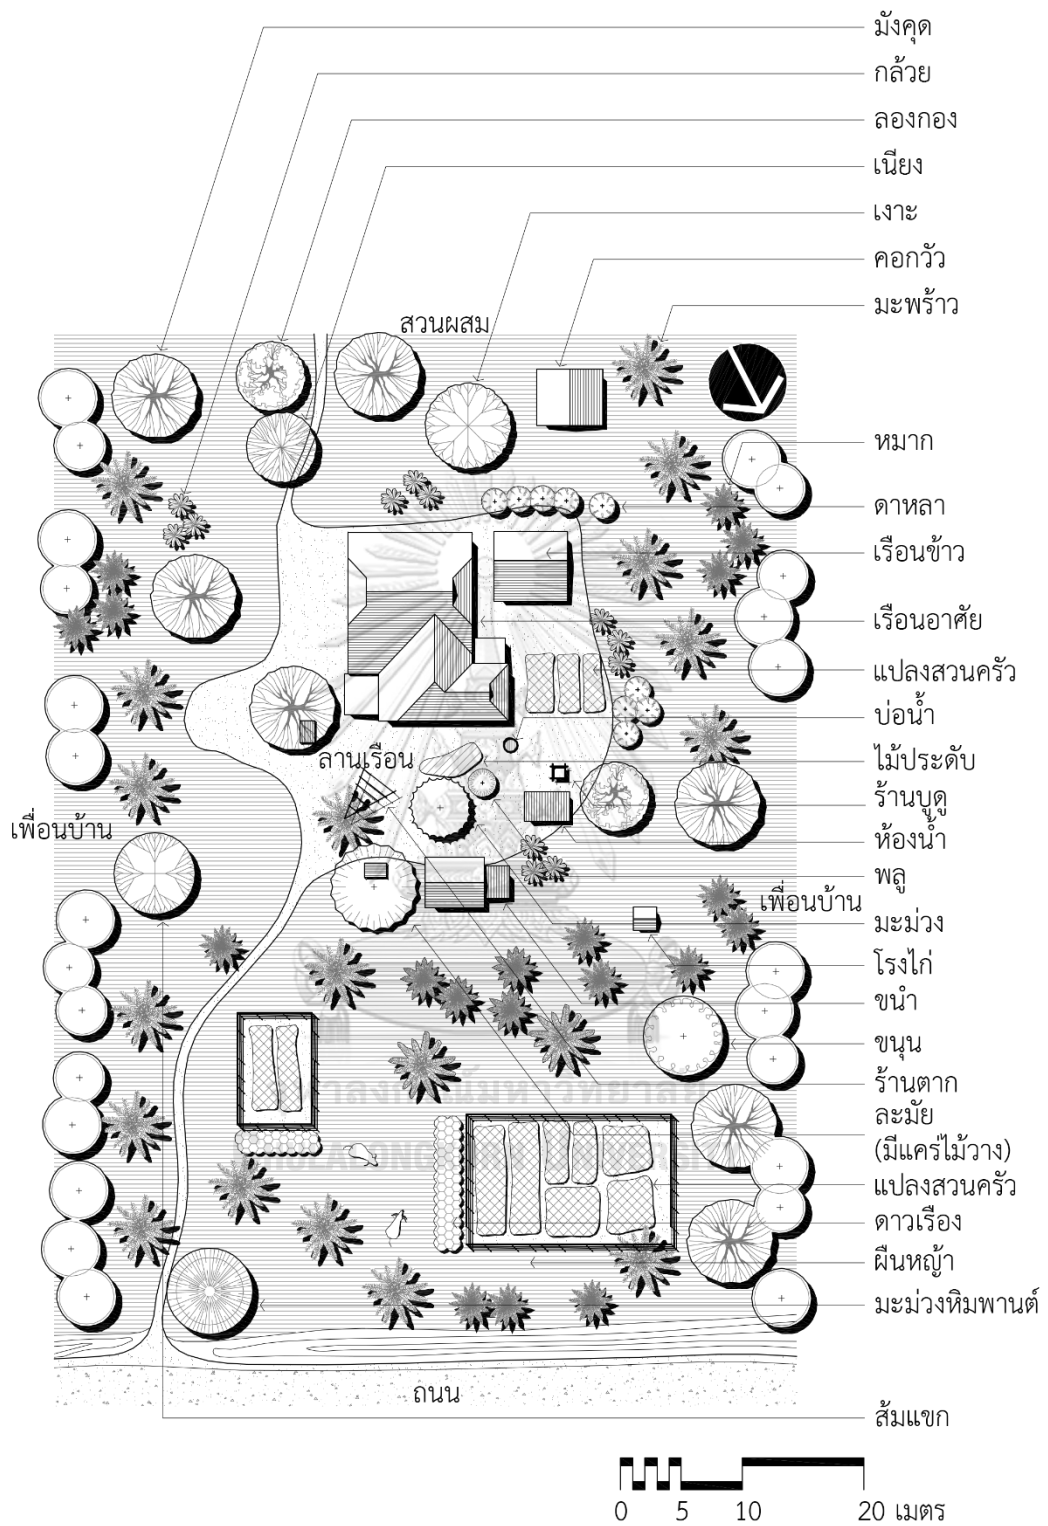 มังคุด
กล้วย
ลองกอง
เนียง
เงาะ
คอกวัว
มะพร้าว
สวนผสม
หมาก
ดาหลา
เรือนข้าว
เรือนอาศัย
แปลงสวนครัว
บ่อน้ำ
ไม้ประดับ
ลานเรือน
ร้านบูดู
เพื่อนบ้าน
ห้องน้ำ
พลู
เพื่อนบ้าน
มะม่วง
โรงไก่
ขนำ
ขนุน
ร้านตาก
ละมัย
(มีแคร่ไม้วาง)
แปลงสวนครัว
ดาวเรือง
ผืนหญ้า
มะม่วงหิมพานต์
ถนน
ส้มแขก
0 5 10 20 เมตร